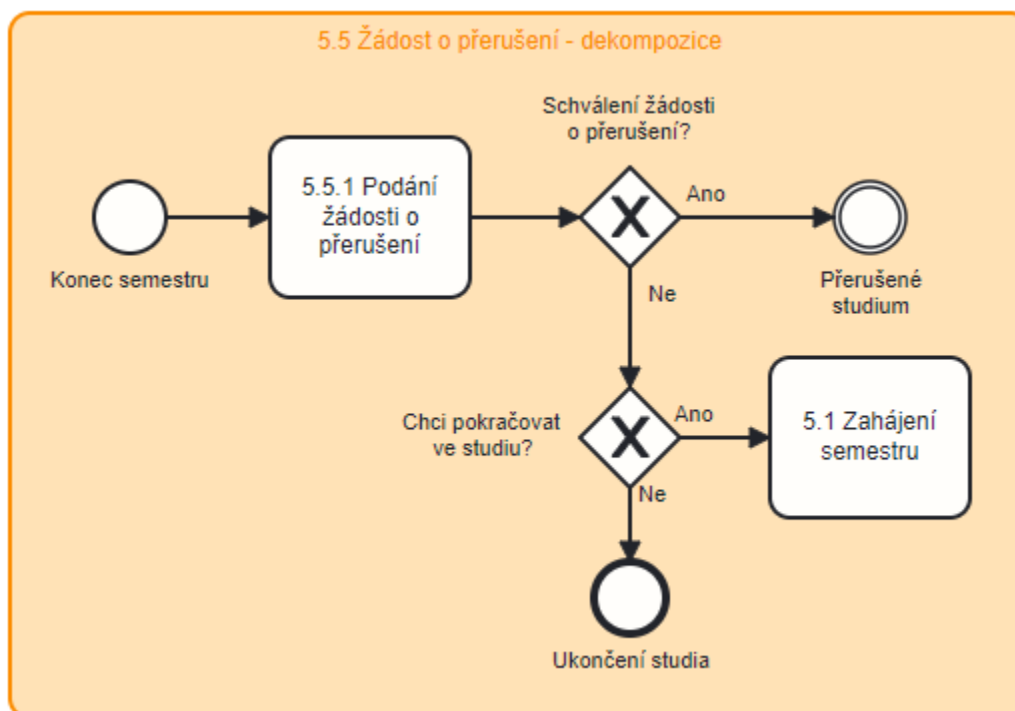 5.5 Žádost o přerušení - dekompozice
Schválení žádosti
o přerušení?
5.5.1 Podání
žádosti o
přerušení
Ano
Konec semestru
Přerušené
studium
Ne
Chci pokračovat
ve studiu?
Ano
5.1 Zahájení
semestru
Ne
Ukončení studia